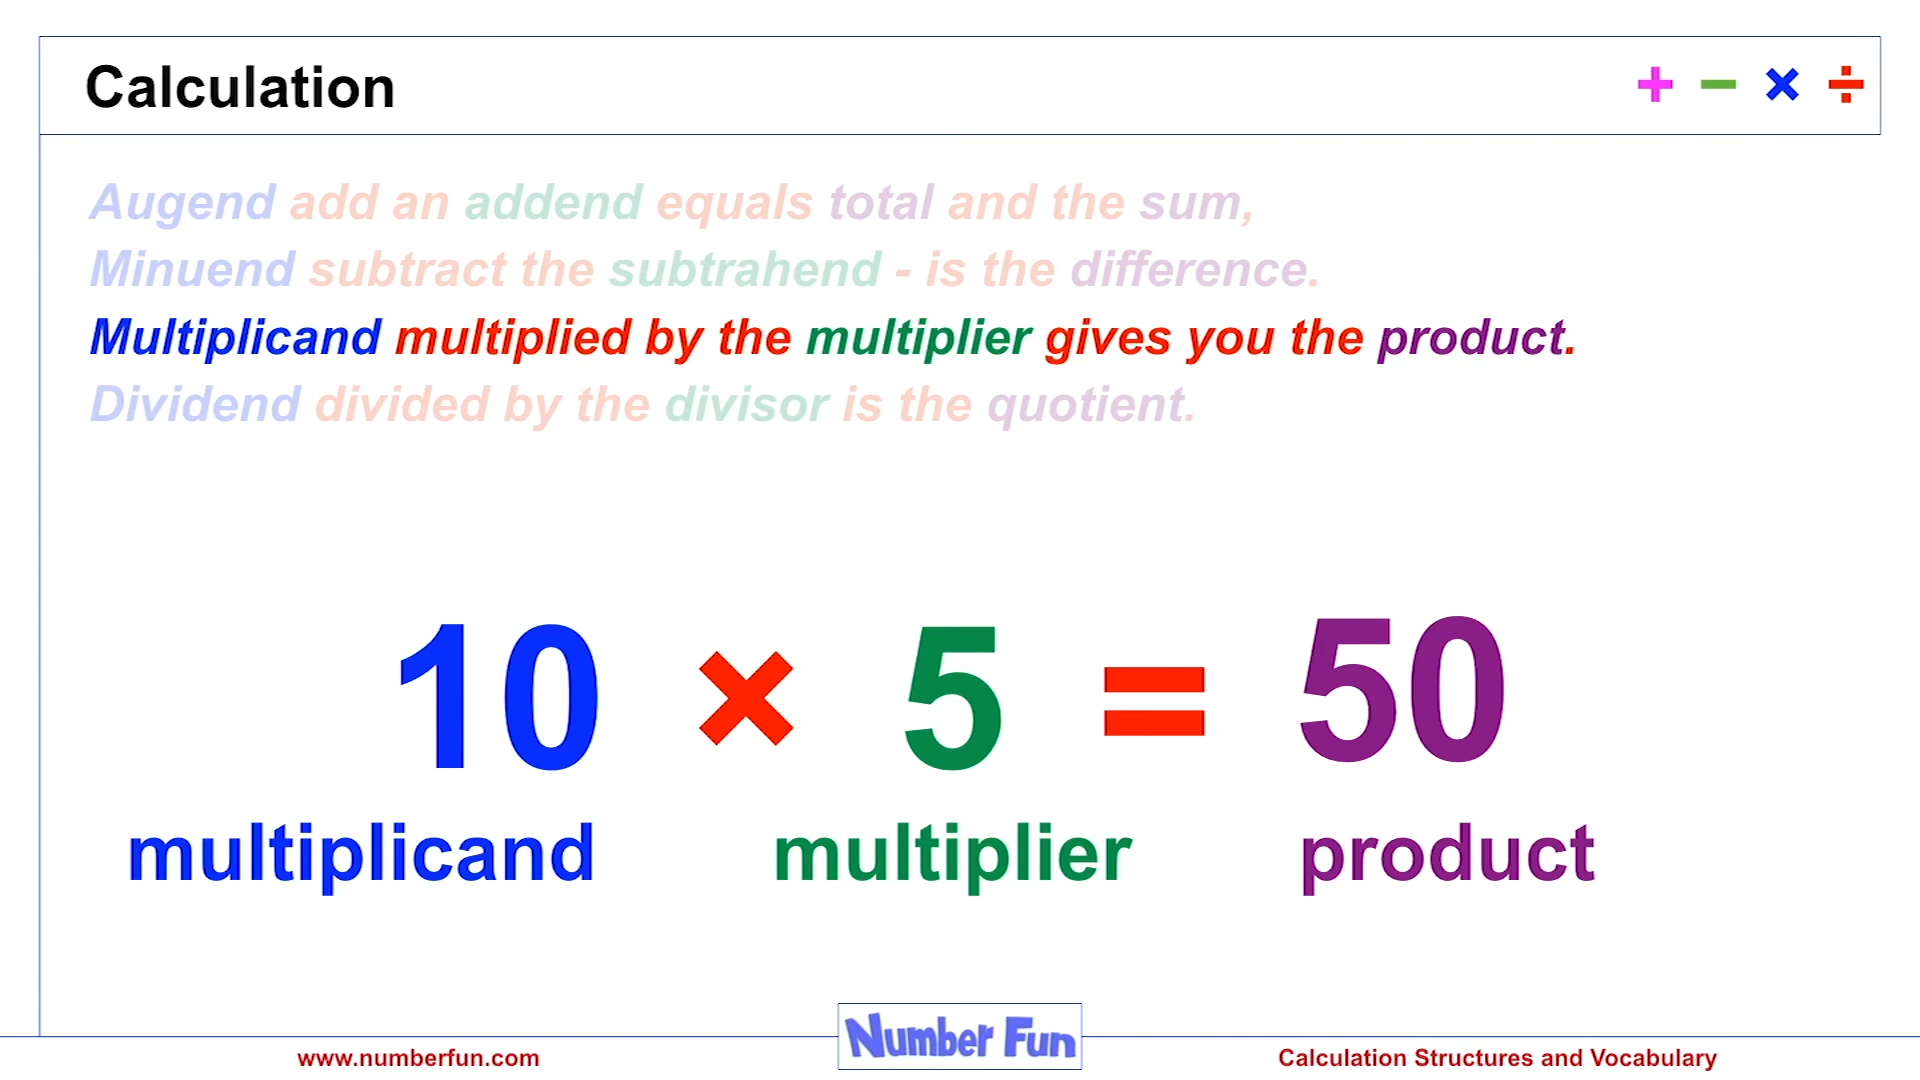 Calculation
+ − × ÷
Augend add an addend equals total and the sum,
Minuend subtract the subtrahend - is the difference.
Multiplicand multiplied by the multiplier gives you the product.
Dividend divided by the divisor is the quotient.
10 × 5 = 50
multiplicand multiplier product
Number Fun
www.numberfun.com
Calculation Structures and Vocabulary